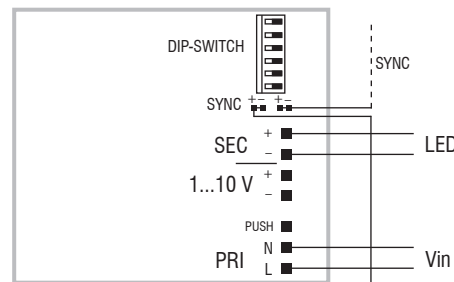 DIP-SWITCH
SYNC
SYNC + − + −
SEC + −
LED
1...10 V + −
PUSH
PRI N L
Vin